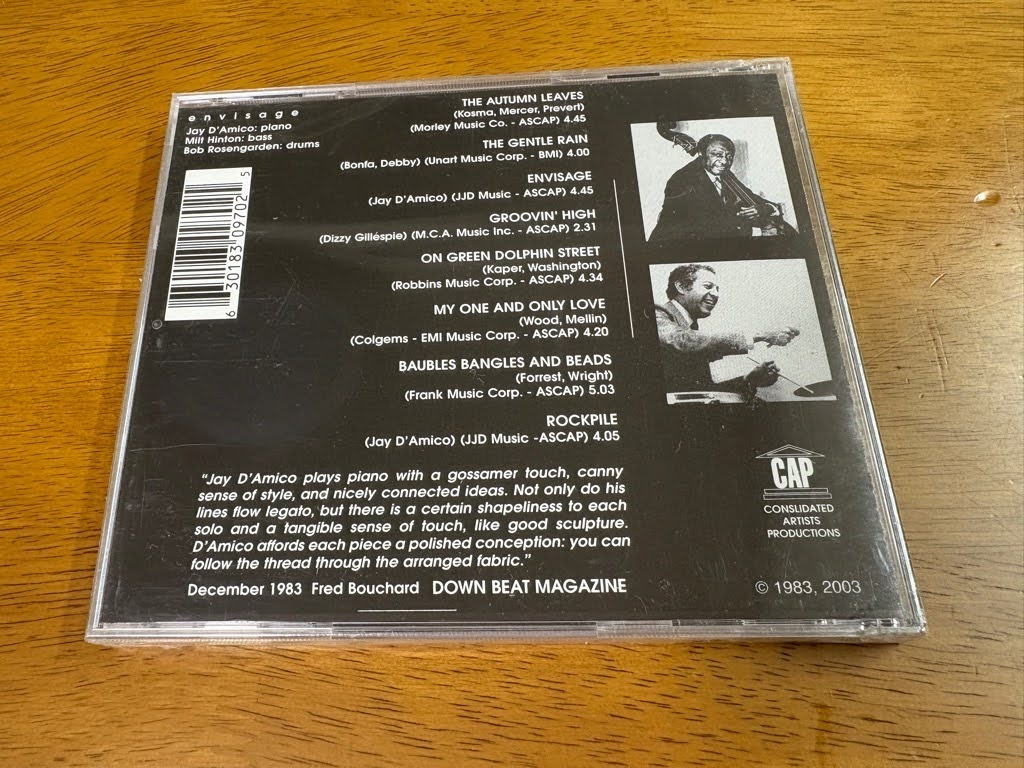 envisage
Jay D'Amico: piano
Milt Hinton: bass
Bob Rosengarden: drums
6 30183 09702 5
THE AUTUMN LEAVES
(Kosma, Mercer, Prevert)
(Morley Music Co. - ASCAP) 4.45
THE GENTLE RAIN
(Bonfa, Debby) (Unart Music Corp. - BMI) 4.00
ENVISAGE
(Jay D'Amico) (JJD Music - ASCAP) 4.45
GROOVIN' HIGH
(Dizzy Gilléspie) (M.C.A. Music Inc. - ASCAP) 2.31
ON GREEN DOLPHIN STREET
(Kaper, Washington)
(Robbins Music Corp. - ASCAP) 4.34
MY ONE AND ONLY LOVE
(Wood, Mellin)
(Colgems - EMI Music Corp. - ASCAP) 4.20
BAUBLES BANGLES AND BEADS
(Forrest, Wright)
(Frank Music Corp. - ASCAP) 5.03
ROCKPILE
(Jay D'Amico) (JJD Music -ASCAP) 4.05
"Jay D'Amico plays piano with a gossamer touch, canny
sense of style, and nicely connected ideas. Not only do his
lines flow legato, but there is a certain shapeliness to each
solo and a tangible sense of touch, like good sculpture.
D'Amico affords each piece a polished conception: you can
follow the thread through the arranged fabric."
December 1983 Fred Bouchard DOWN BEAT MAGAZINE
CAP
CONSLIDATED
ARTISTS
PRODUCTIONS
© 1983, 2003